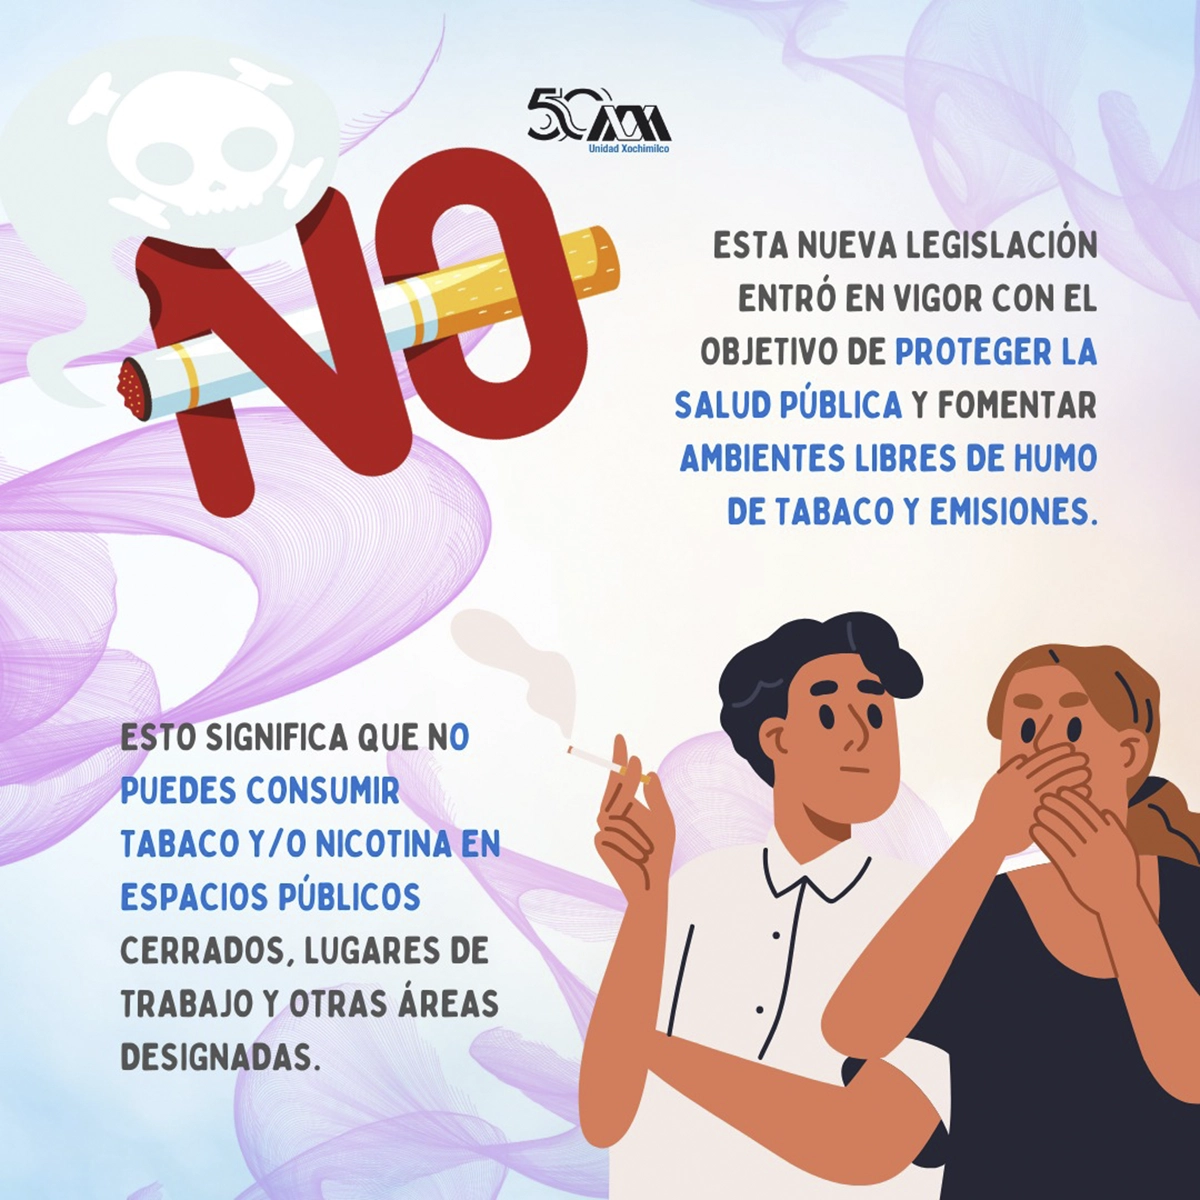 50
Unidad Xochimilco
NO
ESTA NUEVA LEGISLACIÓN
ENTRÓ EN VIGOR CON EL
OBJETIVO DE PROTEGER LA
SALUD PÚBLICA Y FOMENTAR
AMBIENTES LIBRES DE HUMO
DE TABACO Y EMISIONES.
ESTO SIGNIFICA QUE NO
PUEDES CONSUMIR
TABACO Y/O NICOTINA EN
ESPACIOS PÚBLICOS
CERRADOS, LUGARES DE
TRABAJO Y OTRAS ÁREAS
DESIGNADAS.